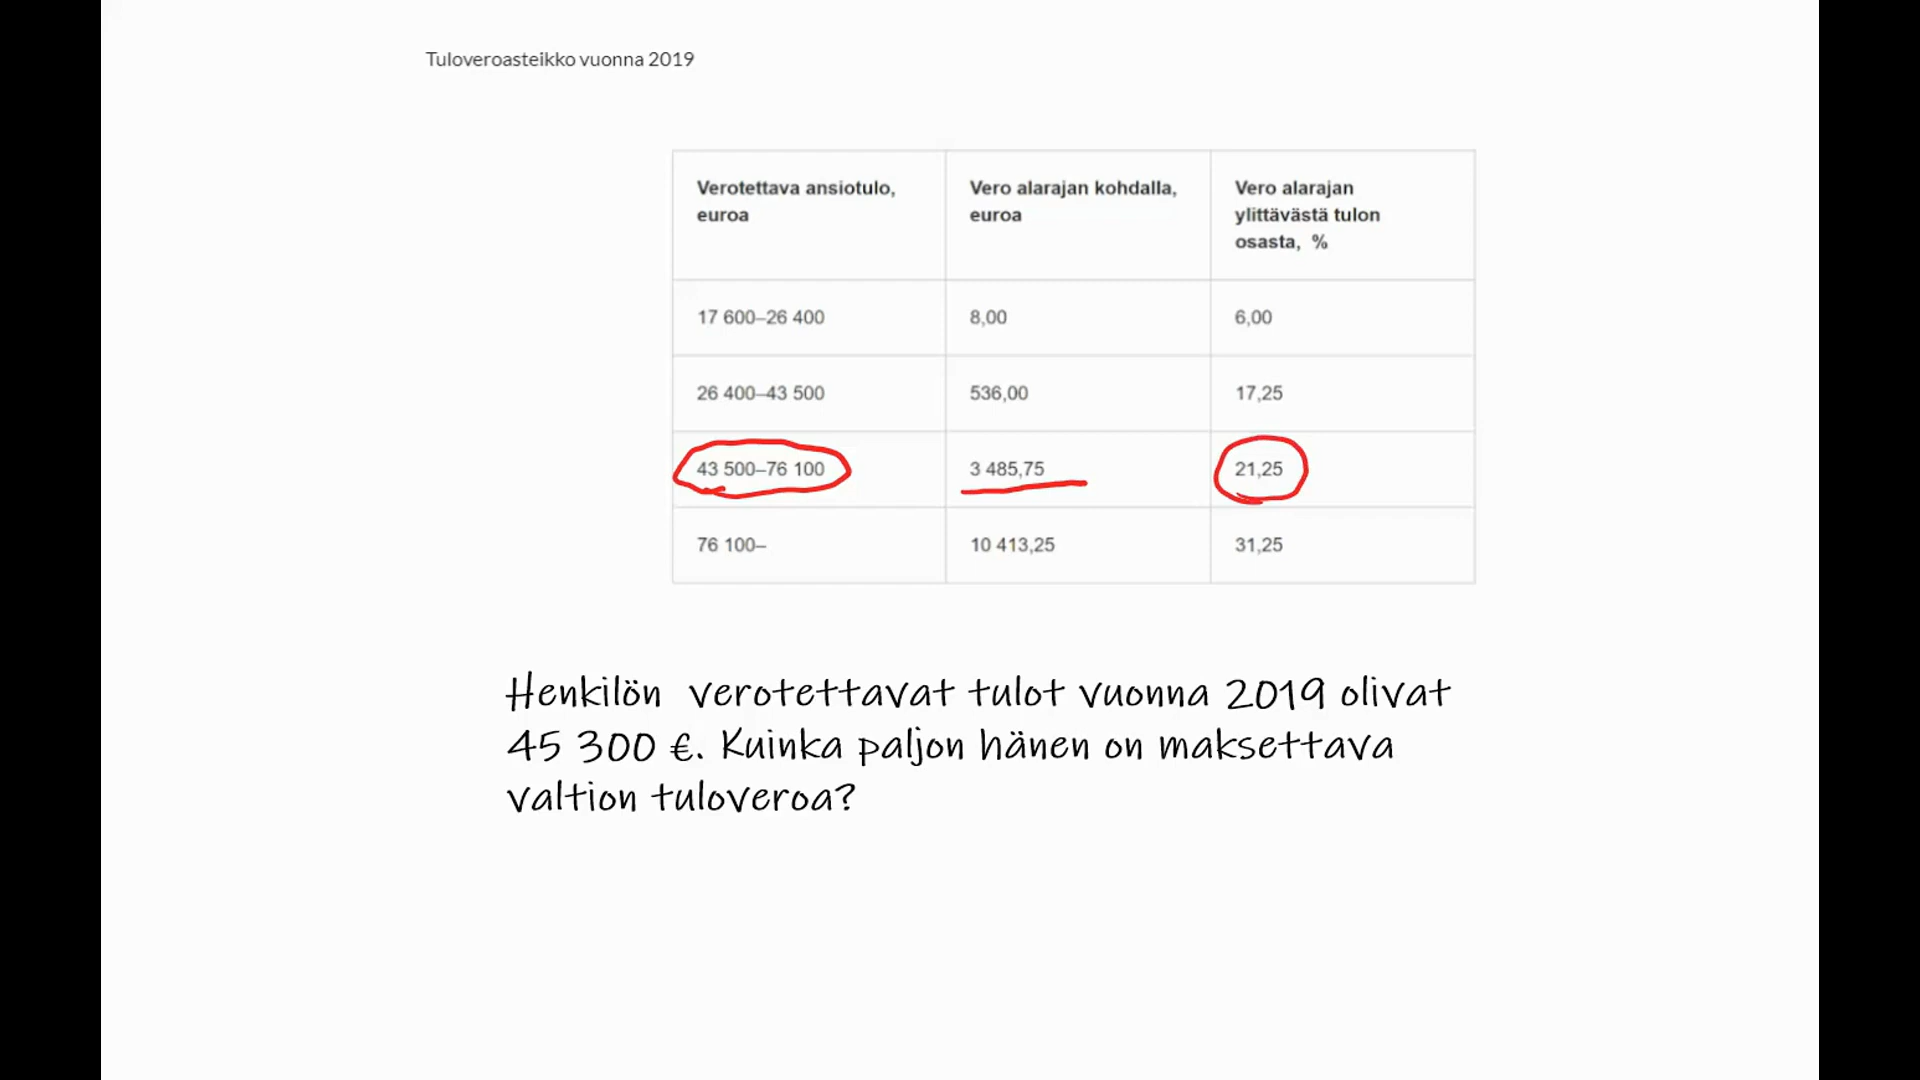 Tuloveroasteikko vuonna 2019
Verotettava ansiotulo, euroa
Vero alarajan kohdalla, euroa
Vero alarajan ylittävästä tulon osasta, %
17 600–26 400 8,00 6,00
26 400–43 500 536,00 17,25
43 500–76 100 3 485,75 21,25
76 100– 10 413,25 31,25
Henkilön verotettavat tulot vuonna 2019 olivat
45 300 €. Kuinka paljon hänen on maksettava
valtion tuloveroa?